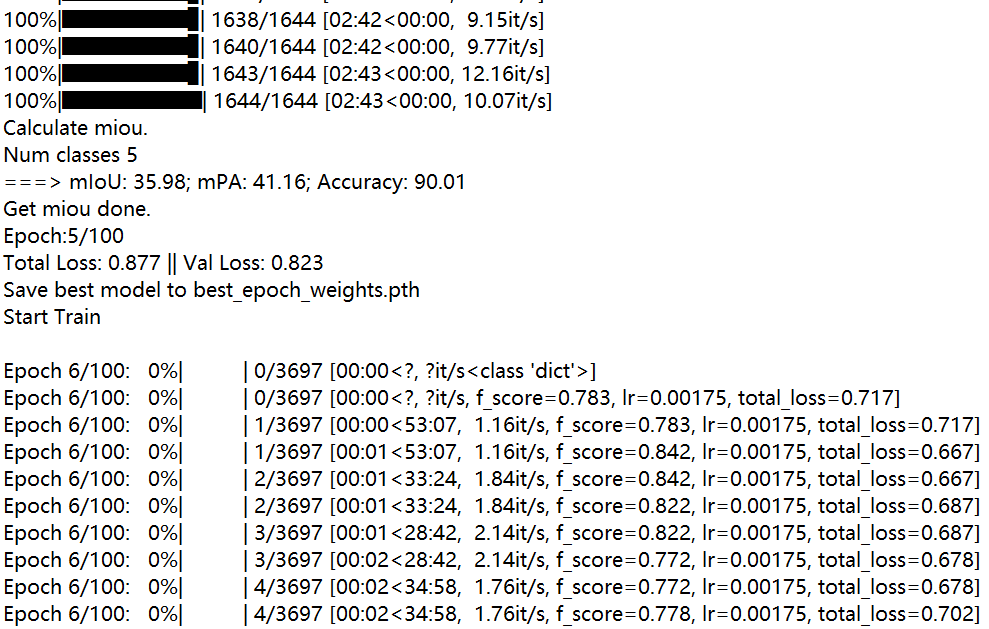 100%|██████████| 1638/1644 [02:42<00:00, 9.15it/s]
100%|██████████| 1640/1644 [02:42<00:00, 9.77it/s]
100%|██████████| 1643/1644 [02:43<00:00, 12.16it/s]
100%|██████████| 1644/1644 [02:43<00:00, 10.07it/s]
Calculate miou.
Num classes 5
===> mIoU: 35.98; mPA: 41.16; Accuracy: 90.01
Get miou done.
Epoch:5/100
Total Loss: 0.877 || Val Loss: 0.823
Save best model to best_epoch_weights.pth
Start Train
Epoch 6/100: 0%| | 0/3697 [00:00<?, ?it/s<class 'dict'>]
Epoch 6/100: 0%| | 0/3697 [00:00<?, ?it/s, f_score=0.783, lr=0.00175, total_loss=0.717]
Epoch 6/100: 0%| | 1/3697 [00:00<53:07, 1.16it/s, f_score=0.783, lr=0.00175, total_loss=0.717]
Epoch 6/100: 0%| | 1/3697 [00:01<53:07, 1.16it/s, f_score=0.842, lr=0.00175, total_loss=0.667]
Epoch 6/100: 0%| | 2/3697 [00:01<33:24, 1.84it/s, f_score=0.842, lr=0.00175, total_loss=0.667]
Epoch 6/100: 0%| | 2/3697 [00:01<33:24, 1.84it/s, f_score=0.822, lr=0.00175, total_loss=0.687]
Epoch 6/100: 0%| | 3/3697 [00:01<28:42, 2.14it/s, f_score=0.822, lr=0.00175, total_loss=0.687]
Epoch 6/100: 0%| | 3/3697 [00:02<28:42, 2.14it/s, f_score=0.772, lr=0.00175, total_loss=0.678]
Epoch 6/100: 0%| | 4/3697 [00:02<34:58, 1.76it/s, f_score=0.772, lr=0.00175, total_loss=0.678]
Epoch 6/100: 0%| | 4/3697 [00:02<34:58, 1.76it/s, f_score=0.778, lr=0.00175, total_loss=0.702]